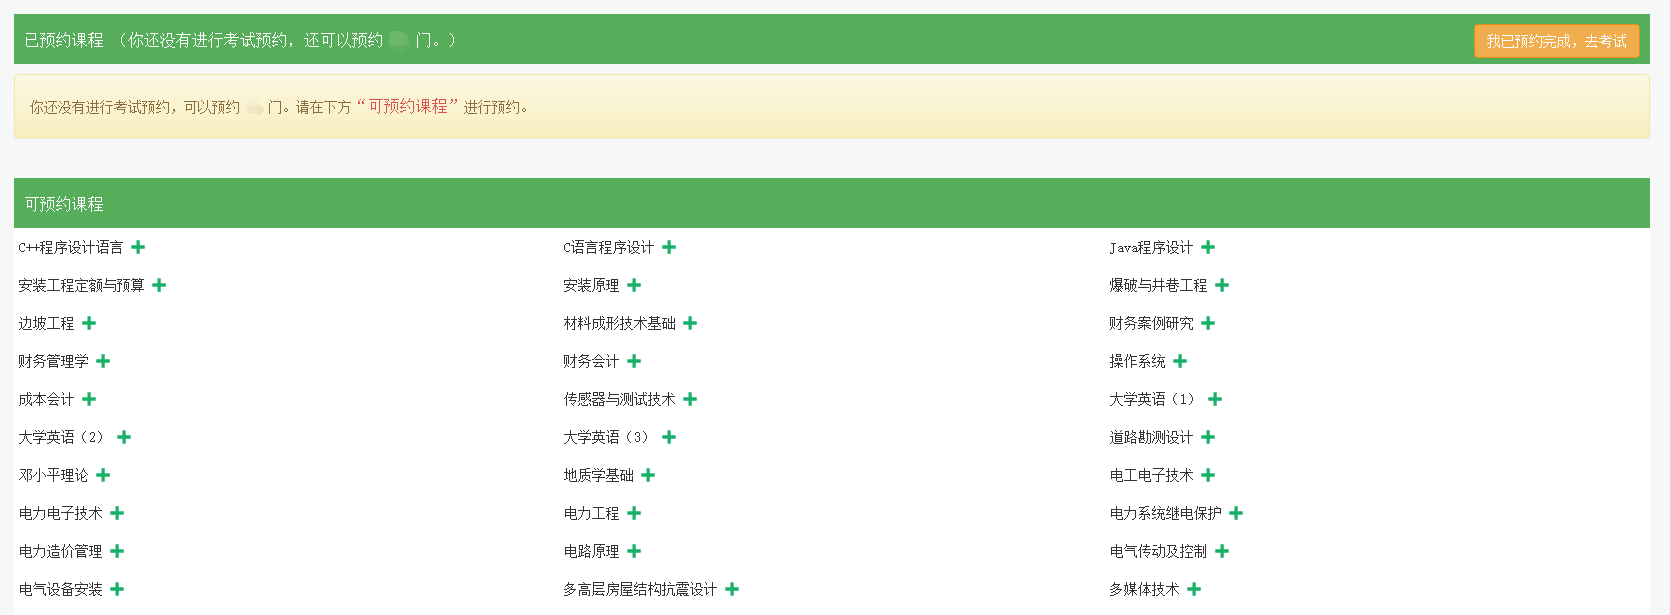 已预约课程 （你还没有进行考试预约，还可以预约 门。）
我已预约完成，去考试
你还没有进行考试预约，可以预约 门。请在下方“可预约课程”进行预约。
可预约课程
C++程序设计语言 C语言程序设计 Java程序设计
安装工程定额与预算 安装原理 爆破与井巷工程
边坡工程 材料成形技术基础 财务案例研究
财务管理学 财务会计 操作系统
成本会计 传感器与测试技术 大学英语（1）
大学英语（2） 大学英语（3） 道路勘测设计
邓小平理论 地质学基础 电工电子技术
电力电子技术 电力工程 电力系统继电保护
电力造价管理 电路原理 电气传动及控制
电气设备安装 多高层房屋结构抗震设计 多媒体技术